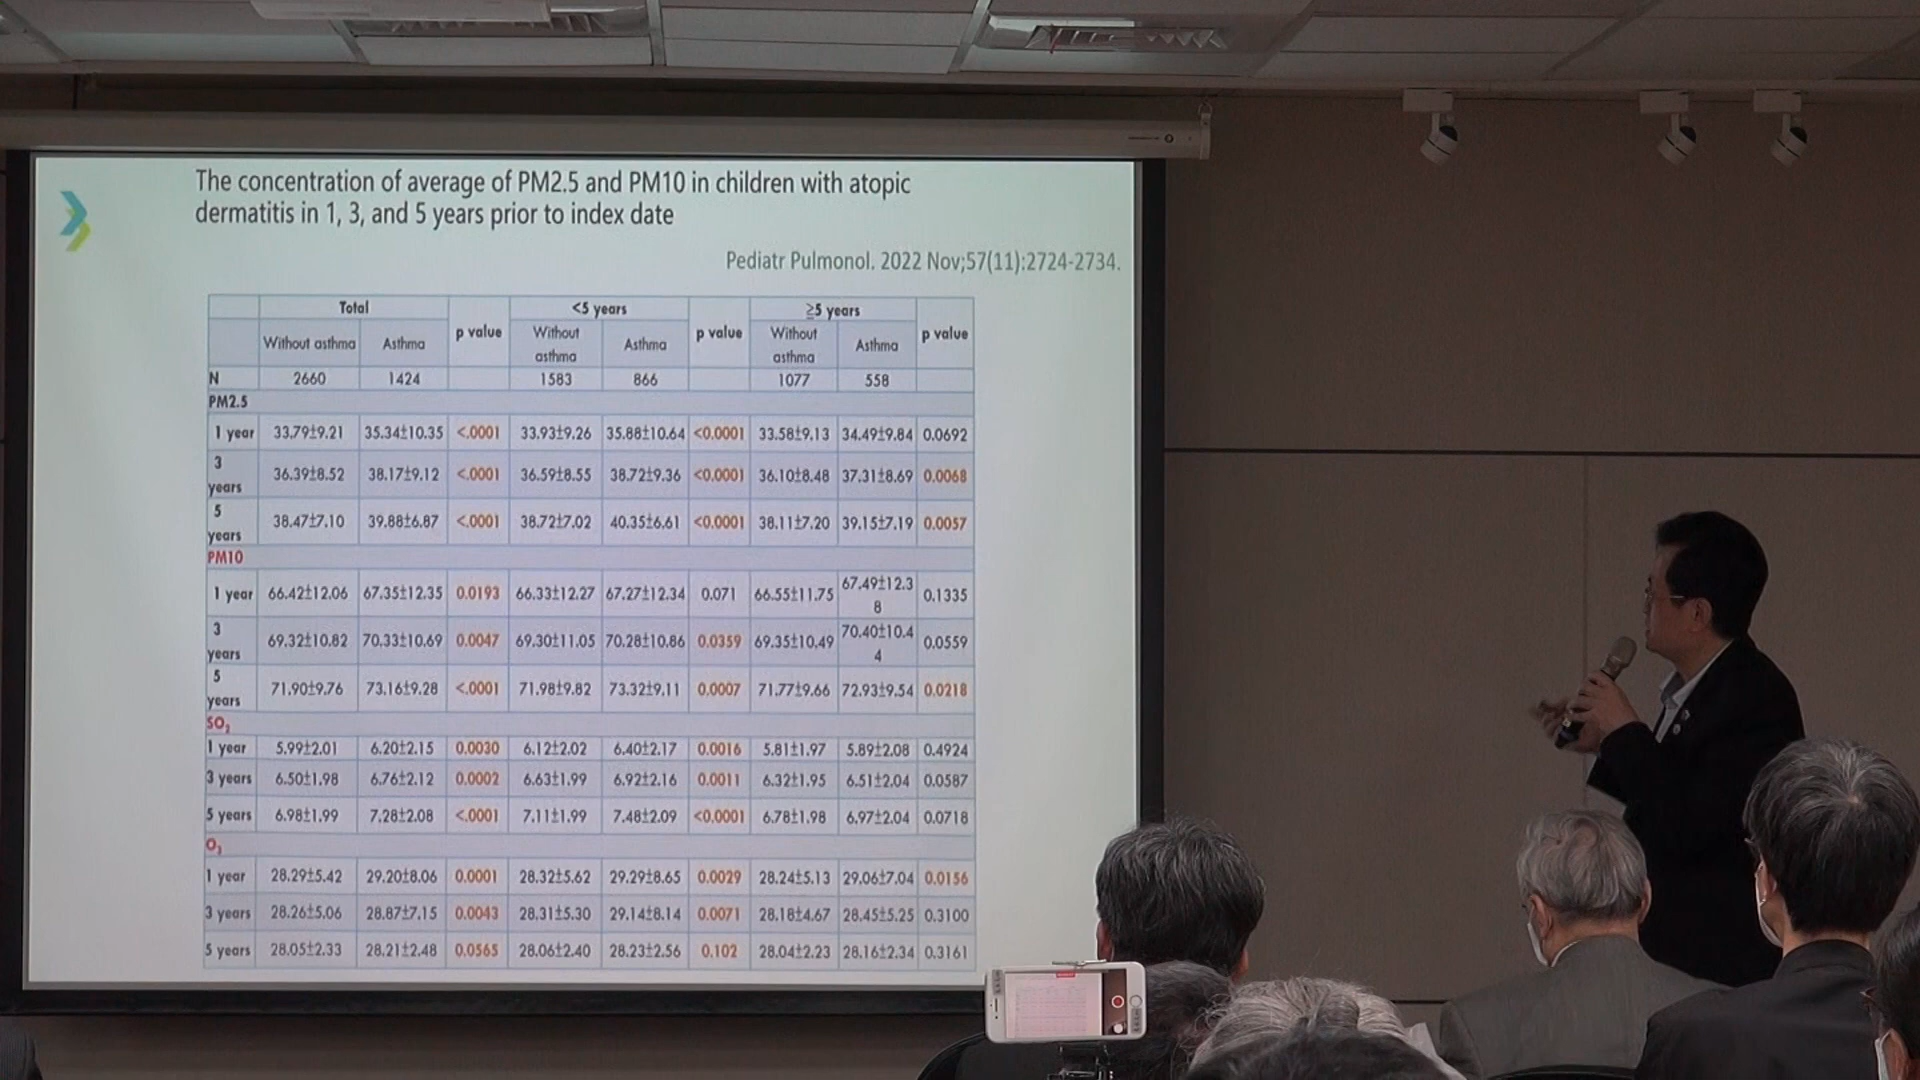 The concentration of average of PM2.5 and PM10 in children with atopic
dermatitis in 1, 3, and 5 years prior to index date
Pediatr Pulmonol. 2022 Nov;57(11):2724-2734.
Total p value <5 years p value ≥5 years p value
Without asthma Asthma Without asthma Asthma Without asthma Asthma
N 2660 1424 1583 866 1077 558
PM2.5
1 year 33.79±9.21 35.34±10.35 <.0001 33.93±9.26 35.88±10.64 <0.0001 33.58±9.13 34.49±9.84 0.0692
3 years 36.39±8.52 38.17±9.12 <.0001 36.59±8.55 38.72±9.36 <0.0001 36.10±8.48 37.31±8.69 0.0068
5 years 38.47±7.10 39.88±6.87 <.0001 38.72±7.02 40.35±6.61 <0.0001 38.11±7.20 39.15±7.19 0.0057
PM10
1 year 66.42±12.06 67.35±12.35 0.0193 66.33±12.27 67.27±12.34 0.071 66.55±11.75 67.49±12.38 0.1335
3 years 69.32±10.82 70.33±10.69 0.0047 69.30±11.05 70.28±10.86 0.0359 69.35±10.49 70.40±10.44 0.0559
5 years 71.90±9.76 73.16±9.28 <.0001 71.98±9.82 73.32±9.11 0.0007 71.77±9.66 72.93±9.54 0.0218
SO₂
1 year 5.99±2.01 6.20±2.15 0.0030 6.12±2.02 6.40±2.17 0.0016 5.81±1.97 5.89±2.08 0.4924
3 years 6.50±1.98 6.76±2.12 0.0002 6.63±1.99 6.92±2.16 0.0011 6.32±1.95 6.51±2.04 0.0587
5 years 6.98±1.99 7.28±2.08 <.0001 7.11±1.99 7.48±2.09 <0.0001 6.78±1.98 6.97±2.04 0.0718
O₃
1 year 28.29±5.42 29.20±8.06 0.0001 28.32±5.62 29.29±8.65 0.0029 28.24±5.13 29.06±7.04 0.0156
3 years 28.26±5.06 28.87±7.15 0.0043 28.31±5.30 29.14±8.14 0.0071 28.18±4.67 28.45±5.25 0.3100
5 years 28.05±2.33 28.21±2.48 0.0565 28.06±2.40 28.23±2.56 0.102 28.04±2.23 28.16±2.34 0.3161